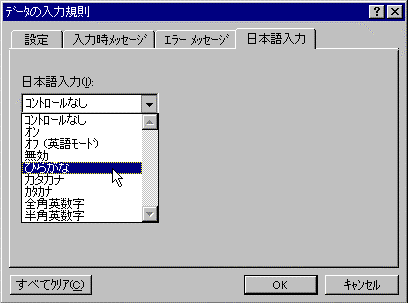 ﾃﾞｰﾀの入力規則
設定
入力時ﾒｯｾｰｼﾞ
ｴﾗｰ ﾒｯｾｰｼﾞ
日本語入力
日本語入力(I):
ｺﾝﾄﾛｰﾙなし
ｺﾝﾄﾛｰﾙなし
ｵﾝ
ｵﾌ (英語ﾓｰﾄﾞ)
無効
ひらがな
カタカナ
ｶﾀｶﾅ
全角英数字
半角英数字
すべてｸﾘｱ(C)
OK
ｷｬﾝｾﾙ